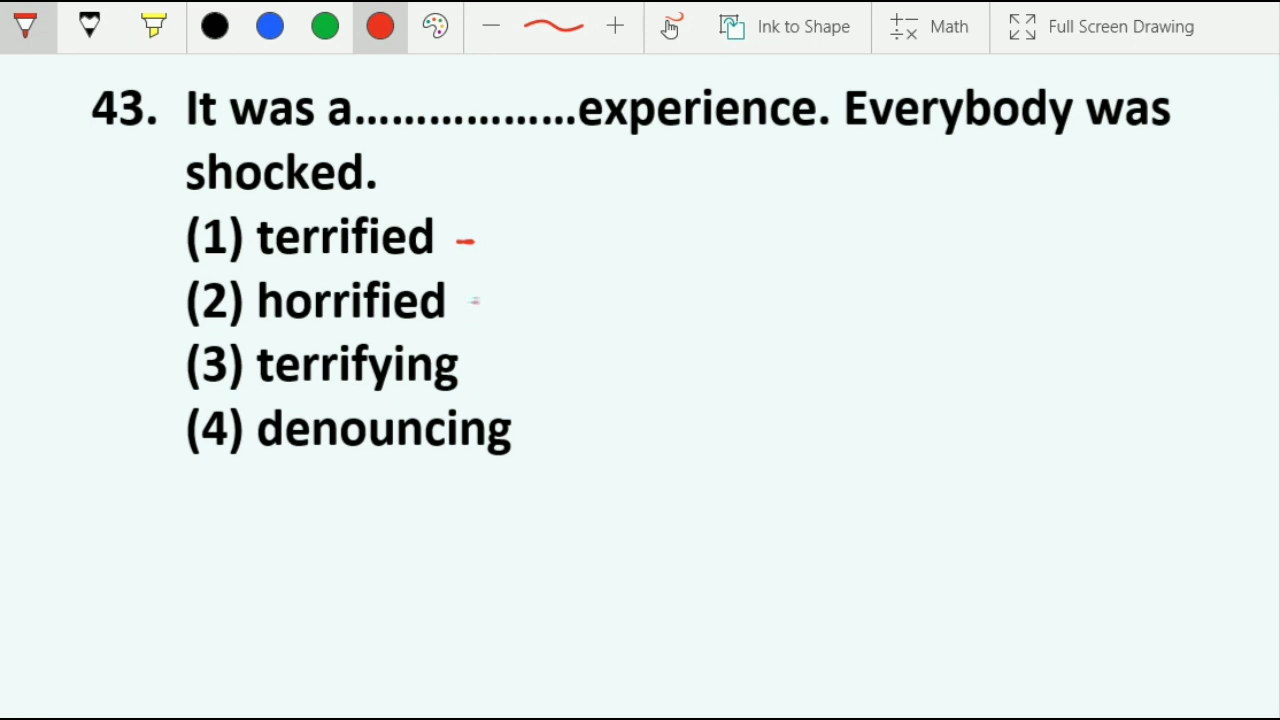 Ink to Shape Math Full Screen Drawing
43. It was a..................experience. Everybody was
shocked.
(1) terrified
(2) horrified
(3) terrifying
(4) denouncing